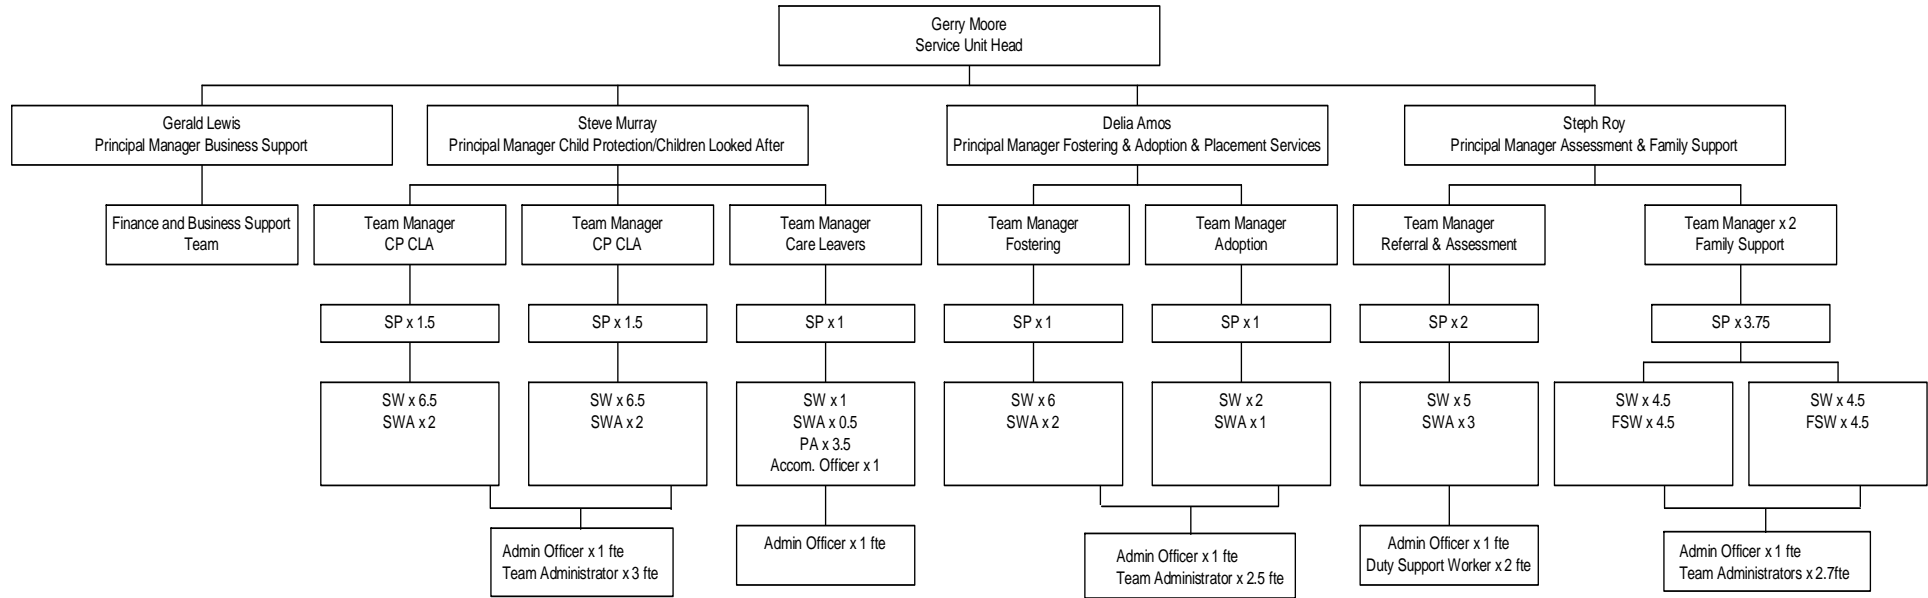 Gerry Moore
Service Unit Head
Gerald Lewis
Principal Manager Business Support
Steve Murray
Principal Manager Child Protection/Children Looked After
Delia Amos
Principal Manager Fostering & Adoption & Placement Services
Steph Roy
Principal Manager Assessment & Family Support
Finance and Business Support
Team
Team Manager
CP CLA
Team Manager
CP CLA
Team Manager
Care Leavers
Team Manager
Fostering
Team Manager
Adoption
Team Manager
Referral & Assessment
Team Manager x 2
Family Support
SP x 1.5
SP x 1.5
SP x 1
SP x 1
SP x 1
SP x 2
SP x 3.75
SW x 6.5
SWA x 2
SW x 6.5
SWA x 2
SW x 1
SWA x 0.5
PA x 3.5
Accom. Officer x 1
SW x 6
SWA x 2
SW x 2
SWA x 1
SW x 5
SWA x 3
SW x 4.5
FSW x 4.5
SW x 4.5
FSW x 4.5
Admin Officer x 1 fte
Team Administrator x 3 fte
Admin Officer x 1 fte
Admin Officer x 1 fte
Team Administrator x 2.5 fte
Admin Officer x 1 fte
Duty Support Worker x 2 fte
Admin Officer x 1 fte
Team Administrators x 2.7fte